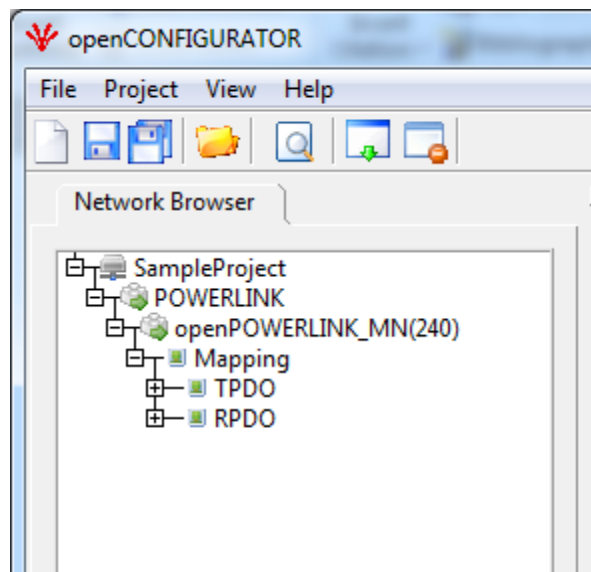 openCONFIGURATOR
File Project View Help
Network Browser
SampleProject
POWERLINK
openPOWERLINK_MN(240)
Mapping
TPDO
RPDO